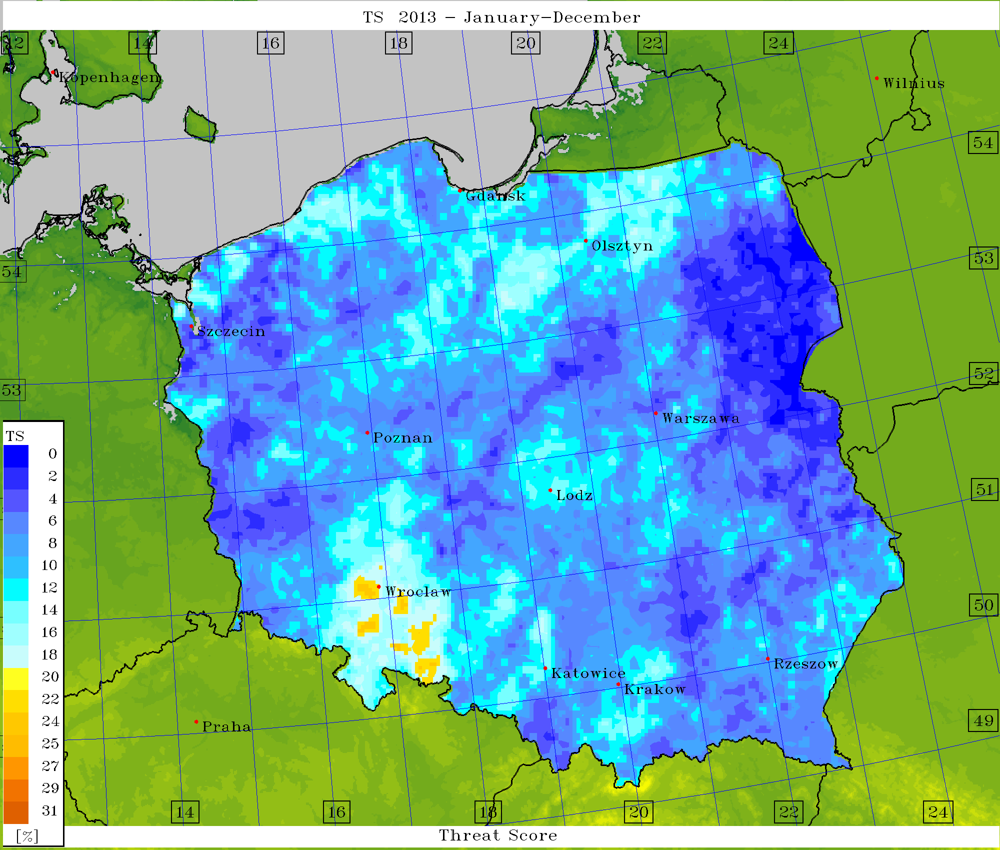 TS 2013 - January-December
12
14
16
18
20
22
24
Kopenhagen
Wilnius
54
Gdansk
Olsztyn
53
54
Szczecin
52
53
Warszawa
Poznan
TS
0
2
4
6
8
10
12
14
16
18
20
22
24
25
27
29
31
[%]
51
Lodz
Wroclaw
50
Rzeszow
Katowice
Krakow
49
Praha
14
16
18
20
22
24
Threat Score